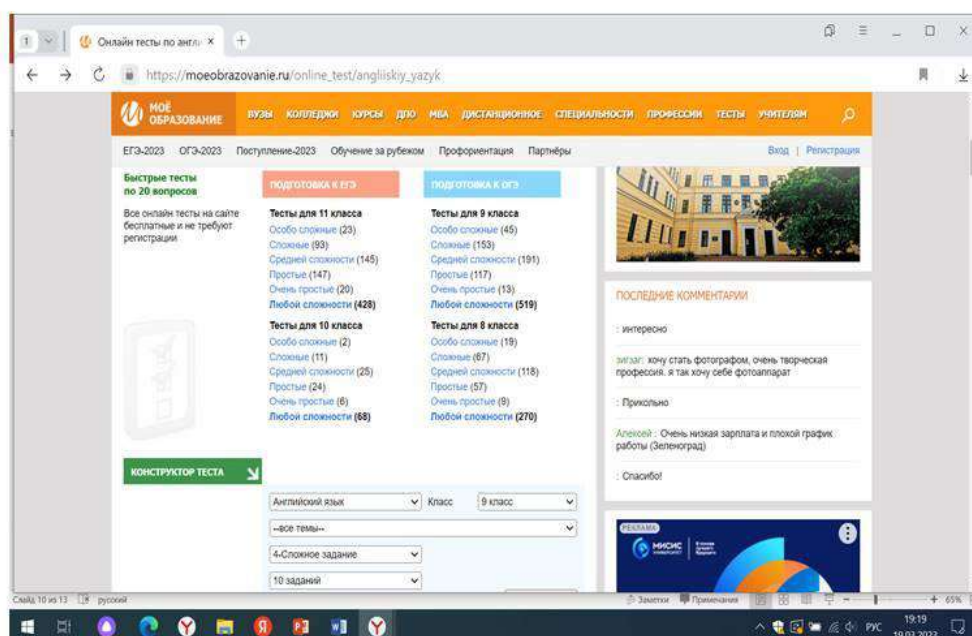 1
Онлайн тесты по англи
https://moeobrazovanie.ru/online_test/angliiskiy_yazyk
МОЁ ОБРАЗОВАНИЕ
ВУЗЫ КОЛЛЕДЖИ КУРСЫ ДПО МВА ДИСТАНЦИОННОЕ СПЕЦИАЛЬНОСТИ ПРОФЕССИИ ТЕСТЫ УЧИТЕЛЯМ
ЕГЭ-2023 ОГЭ-2023 Поступление-2023 Обучение за рубежом Профориентация Партнёры Вход | Регистрация
Быстрые тесты
по 20 вопросов
Все онлайн тесты на сайте
бесплатные и не требуют
регистрации
ПОДГОТОВКА К ЕГЭ
Тесты для 11 класса
Особо сложные (23)
Сложные (93)
Средней сложности (145)
Простые (147)
Очень простые (20)
Любой сложности (428)
Тесты для 10 класса
Особо сложные (2)
Сложные (11)
Средней сложности (25)
Простые (24)
Очень простые (6)
Любой сложности (68)
ПОДГОТОВКА К ОГЭ
Тесты для 9 класса
Особо сложные (45)
Сложные (153)
Средней сложности (191)
Простые (117)
Очень простые (13)
Любой сложности (519)
Тесты для 8 класса
Особо сложные (19)
Сложные (67)
Средней сложности (118)
Простые (57)
Очень простые (9)
Любой сложности (270)
ПОСЛЕДНИЕ КОММЕНТАРИИ
: интересно
зигзаг: хочу стать фотографом, очень творческая
профессия. я так хочу себе фотоаппарат
: Прикольно
Алексей : Очень низкая зарплата и плохой график
работы (Зеленоград)
: Спасибо!
КОНСТРУКТОР ТЕСТА
Английский язык Класс 9 класс
--все темы--
4-Сложное задание
10 заданий
РЕКЛАМА
МИСИС
УНИВЕРСИТЕТ
Слайд 10 из 13 русский Заметки Примечания 65%
РУС
19:19
19.03.2023